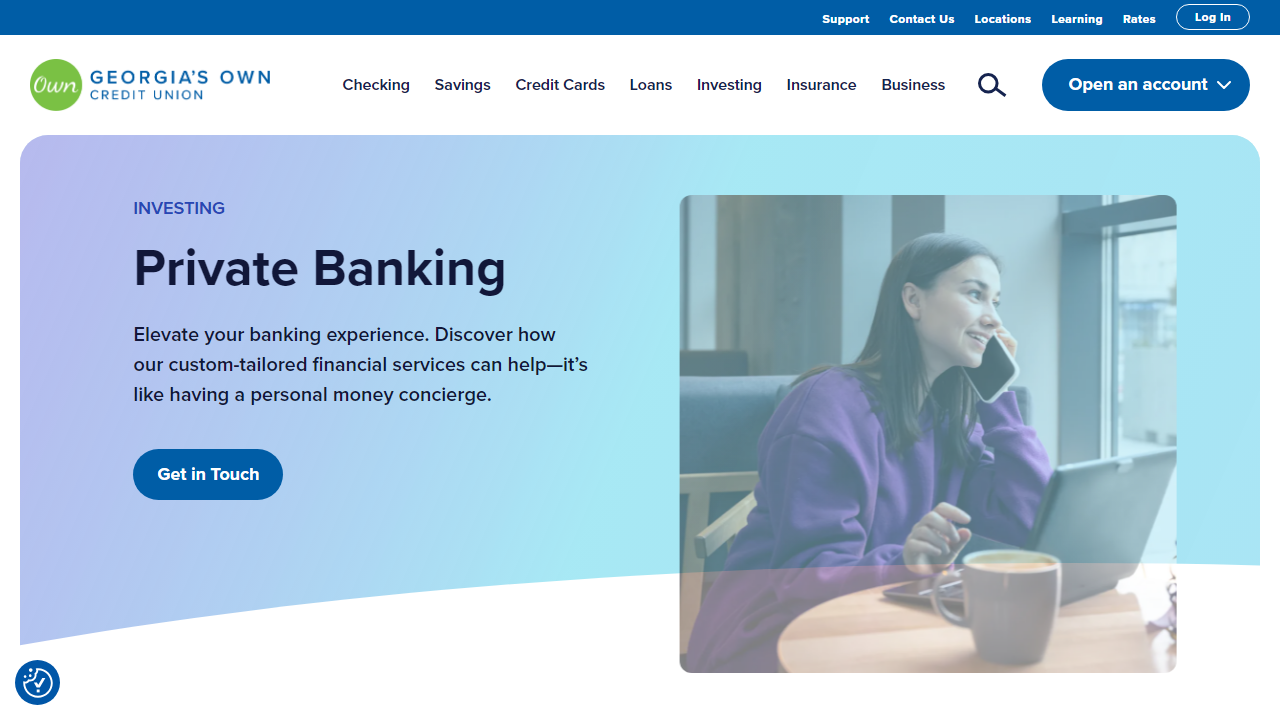 Support Contact Us Locations Learning Rates Log In
Own GEORGIA'S OWN
CREDIT UNION
Checking Savings Credit Cards Loans Investing Insurance Business Open an account
INVESTING
Private Banking
Elevate your banking experience. Discover how
our custom-tailored financial services can help—it’s
like having a personal money concierge.
Get in Touch